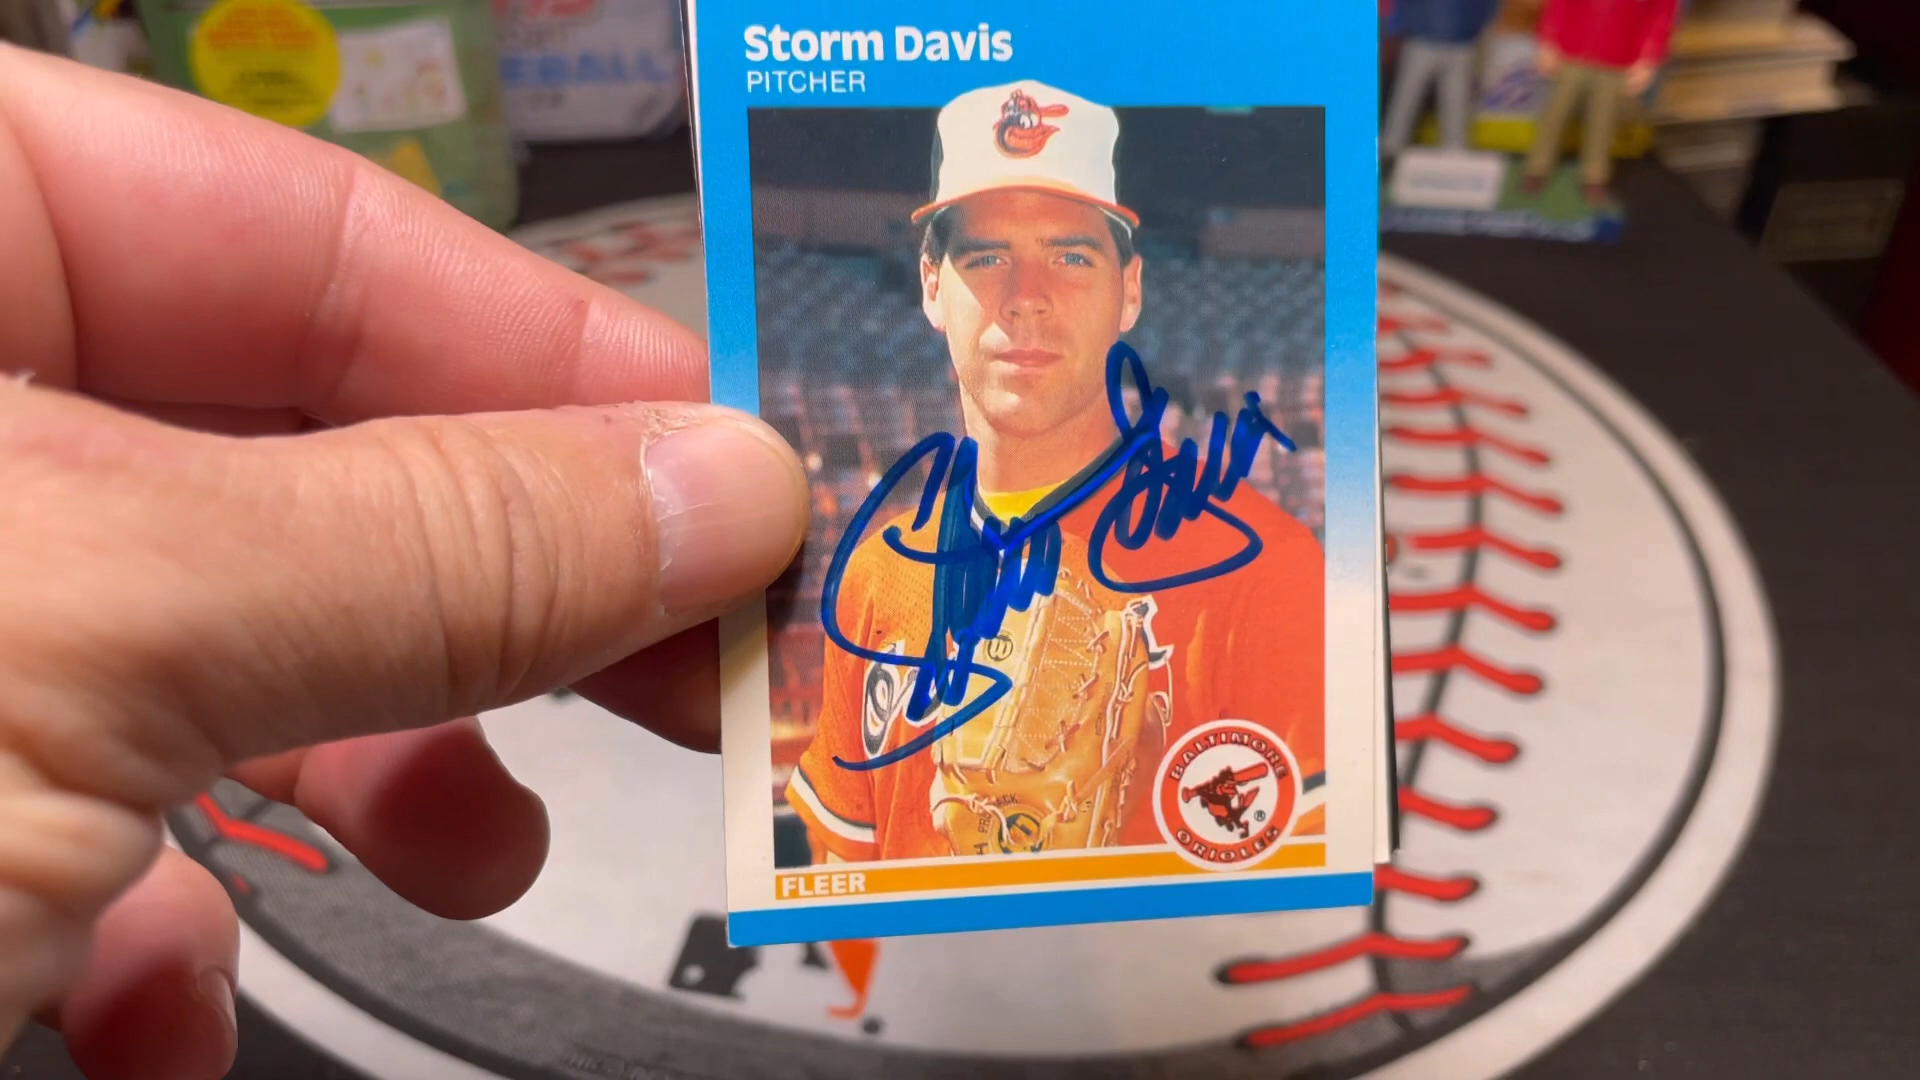 Storm Davis
PITCHER
BALTIMORE
ORIOLES
®
FLEER